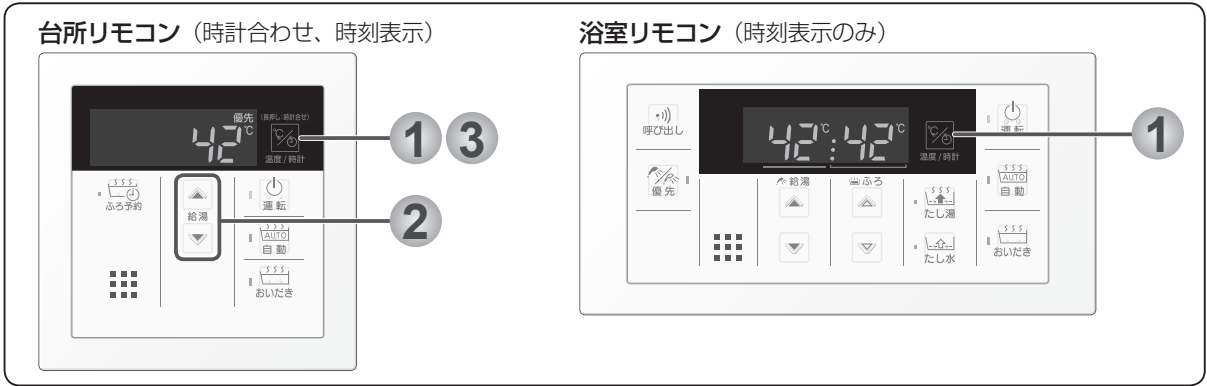 台所リモコン（時計合わせ、時刻表示）
優先
（長押し：時計合せ）
42℃
℃/
温度/時計
1 3
ふろ予約
給湯
運転
2
AUTO
自動
おいだき
浴室リモコン（時刻表示のみ）
呼び出し
42℃:42℃
℃/
温度/時計
1
運転
優先
給湯
ふろ
AUTO
自動
たし湯
たし水
おいだき